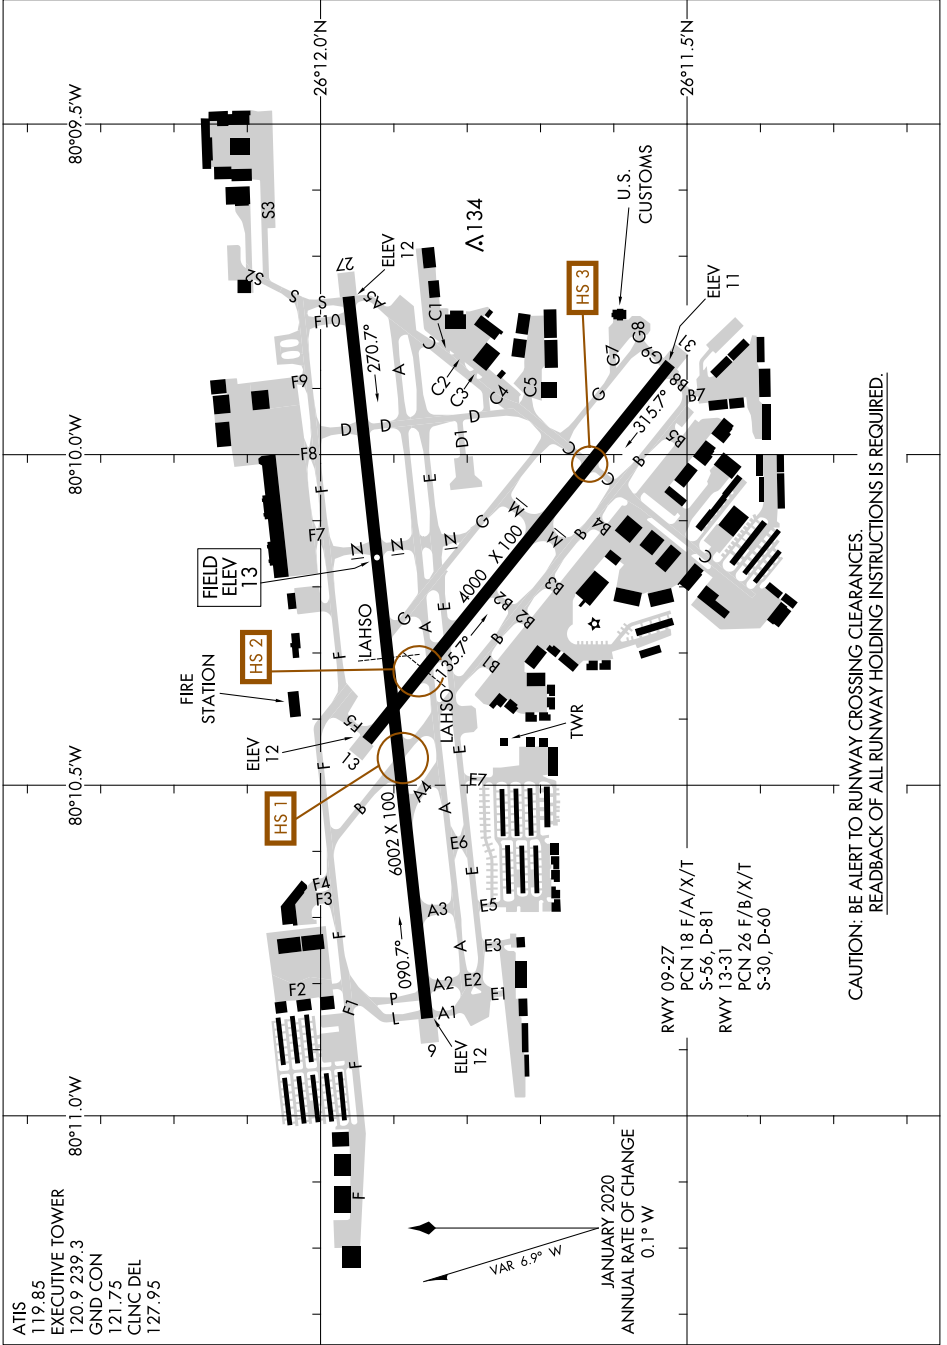 ATIS
119.85
EXECUTIVE TOWER
120.9 239.3
GND CON
121.75
CLNC DEL
127.95
80°11.0'W
80°10.5'W
80°10.0'W
80°09.5'W
26°12.0'N
26°11.5'N
FIRE
STATION
FIELD
ELEV
13
HS 1
HS 2
HS 3
ELEV
12
ELEV
12
ELEV
12
ELEV
11
U.S.
CUSTOMS
134
TWR
LAHSO
LAHSO
6002 X 100
4000 X 100
090.7°
270.7°
135.7°
315.7°
9
27
13
31
F
F
F1
F2
F
F3
F4
F
F5
F
F7
F
F8
F9
F10
S
S
S2
S3
L
P
A1
A2
A
A3
A
A4
A
A
A5
B
B1
B
B2
B2
B3
B
B4
B
B5
B7
B8
C
C
C
C
C
C1
C2
C3
C4
C5
D
D
D
D1
E1
E2
E3
E5
E
E6
E7
E
E
E
G
G
G
G7
G8
G9
M
M
N
N
N
RWY 09-27
PCN 18 F/A/X/T
S-56, D-81
RWY 13-31
PCN 26 F/B/X/T
S-30, D-60
VAR 6.9° W
JANUARY 2020
ANNUAL RATE OF CHANGE
0.1° W
CAUTION: BE ALERT TO RUNWAY CROSSING CLEARANCES.
READBACK OF ALL RUNWAY HOLDING INSTRUCTIONS IS REQUIRED.